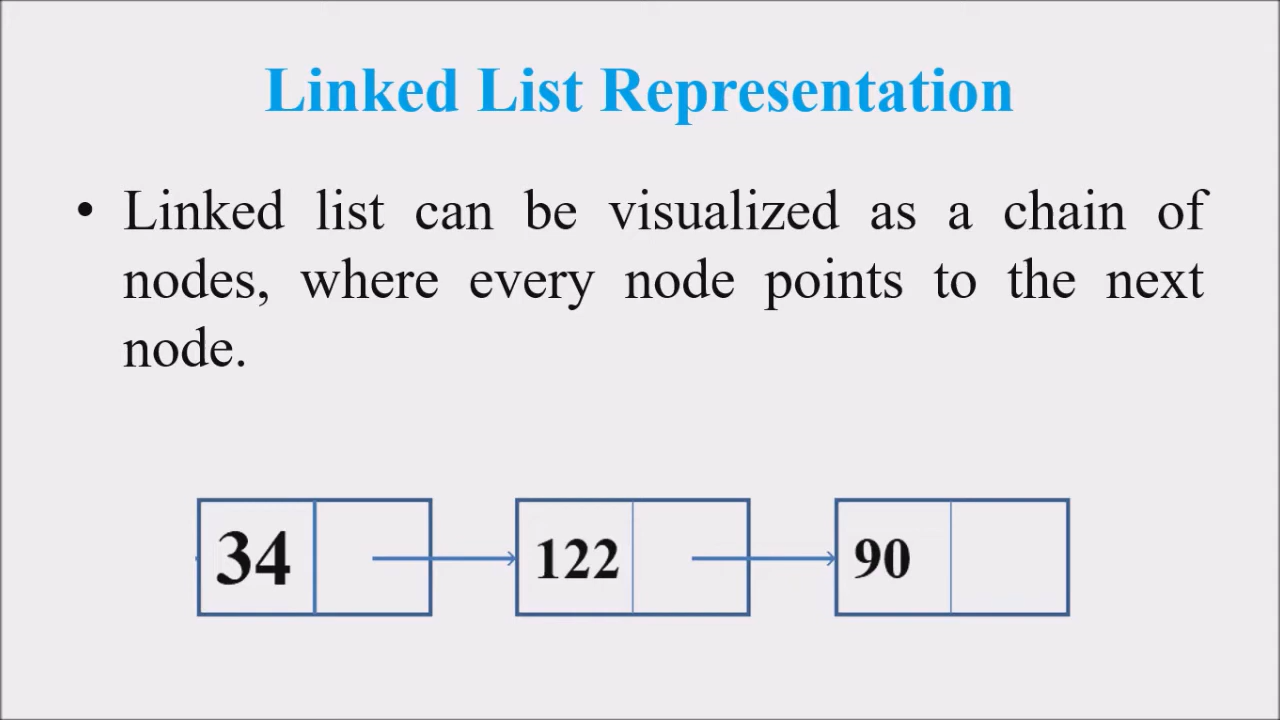 Linked List Representation
• Linked list can be visualized as a chain of
nodes, where every node points to the next
node.
34 122 90